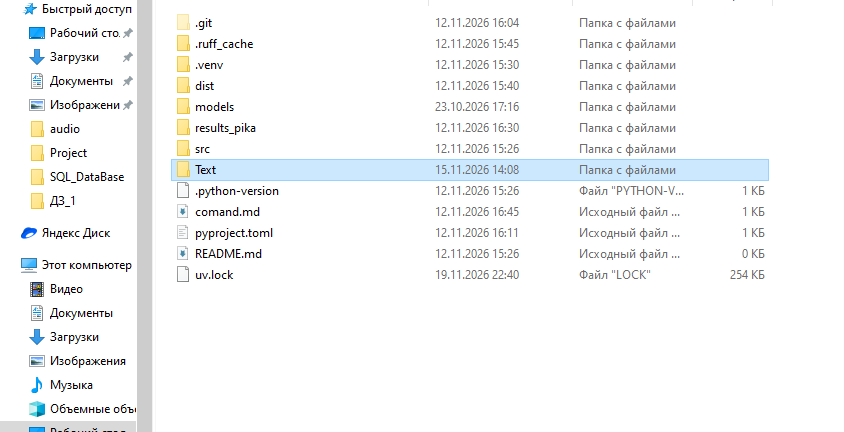 Быстрый доступ
Рабочий сто.
Загрузки
Документы
Изображени
audio
Project
SQL_DataBase
ДЗ_1
Яндекс Диск
Этот компьютер
Видео
Документы
Загрузки
Изображения
Музыка
Объемные объ
.git 12.11.2026 16:04 Папка с файлами
.ruff_cache 12.11.2026 15:45 Папка с файлами
.venv 12.11.2026 15:30 Папка с файлами
dist 12.11.2026 15:40 Папка с файлами
models 23.10.2026 17:16 Папка с файлами
results_pika 12.11.2026 16:30 Папка с файлами
src 12.11.2026 15:26 Папка с файлами
Text 15.11.2026 14:08 Папка с файлами
.python-version 12.11.2026 15:26 Файл "PYTHON-V... 1 КБ
comand.md 12.11.2026 16:45 Исходный файл ... 1 КБ
pyproject.toml 12.11.2026 16:11 Исходный файл ... 1 КБ
README.md 12.11.2026 15:26 Исходный файл ... 0 КБ
uv.lock 19.11.2026 22:40 Файл "LOCK" 254 КБ